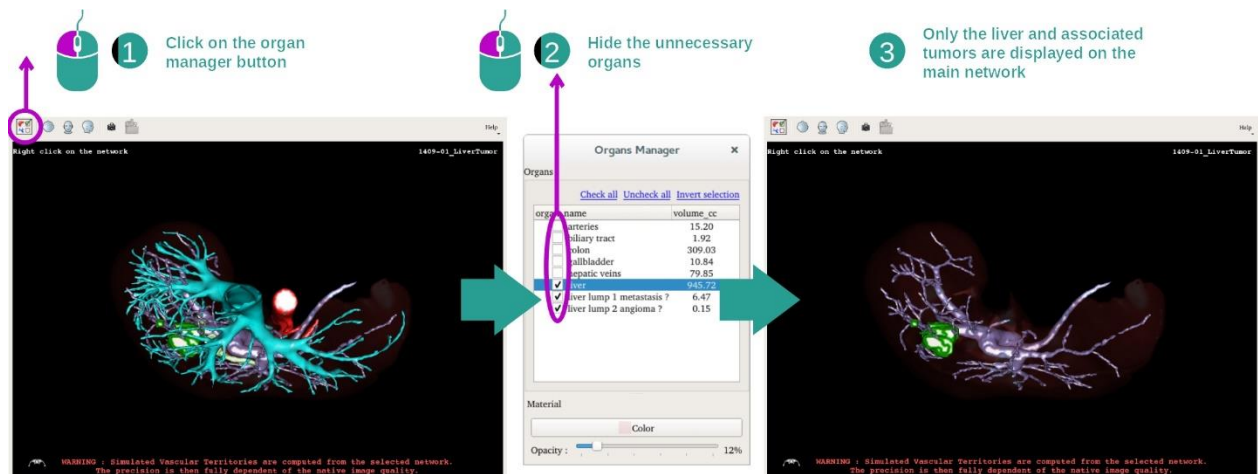 1
Click on the organ
manager button
2
Hide the unnecessary
organs
3
Only the liver and associated
tumors are displayed on the
main network
Help
Right click on the network
1409-01_LiverTumor
WARNING : Simulated Vascular Territories are computed from the selected network.
The precision is then fully dependent of the native image quality.
Organs Manager
Organs
Check all Uncheck all Invert selection
name volume_cc
arteries 15.20
biliary tract 1.92
colon 309.03
gallbladder 10.84
hepatic veins 79.85
liver 945.72
liver lump 1 metastasis ? 6.47
liver lump 2 angioma ? 0.15
Material
Color
Opacity : 12%
Help
Right click on the network
1409-01_LiverTumor
WARNING : Simulated Vascular Territories are computed from the selected network.
The precision is then fully dependent of the native image quality.